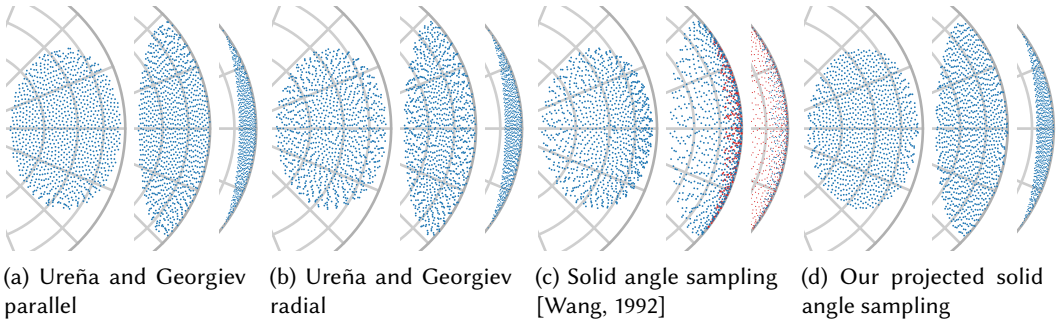 (a) Ureña and Georgiev
parallel
(b) Ureña and Georgiev
radial
(c) Solid angle sampling
[Wang, 1992]
(d) Our projected solid
angle sampling